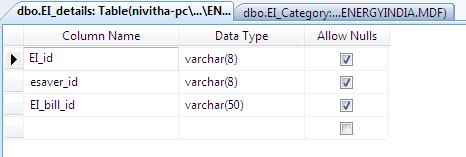 dbo.EI_details: Table(nivitha-pc\...\EN... dbo.EI_Category:...ENERGYINDIA.MDF)
Column Name Data Type Allow Nulls
EI_id varchar(8)
esaver_id varchar(8)
EI_bill_id varchar(50)